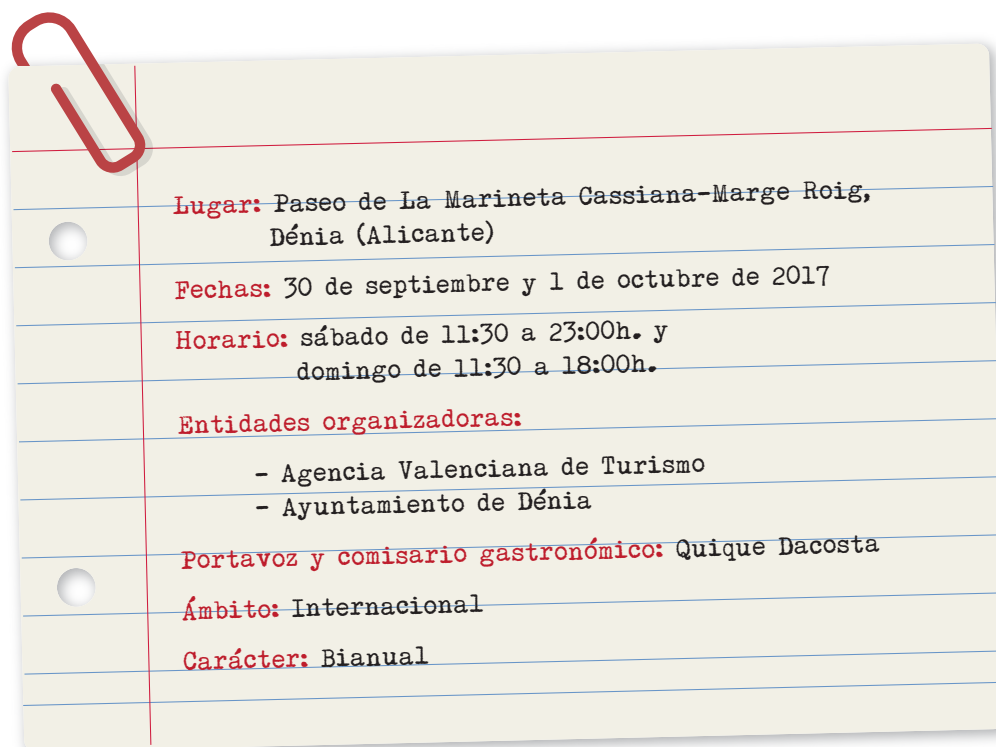 Lugar: Paseo de La Marineta Cassiana-Marge Roig,
Dénia (Alicante)
Fechas: 30 de septiembre y 1 de octubre de 2017
Horario: sábado de 11:30 a 23:00h. y
domingo de 11:30 a 18:00h.
Entidades organizadoras:
- Agencia Valenciana de Turismo
- Ayuntamiento de Dénia
Portavoz y comisario gastronómico: Quique Dacosta
Ámbito: Internacional
Carácter: Bianual